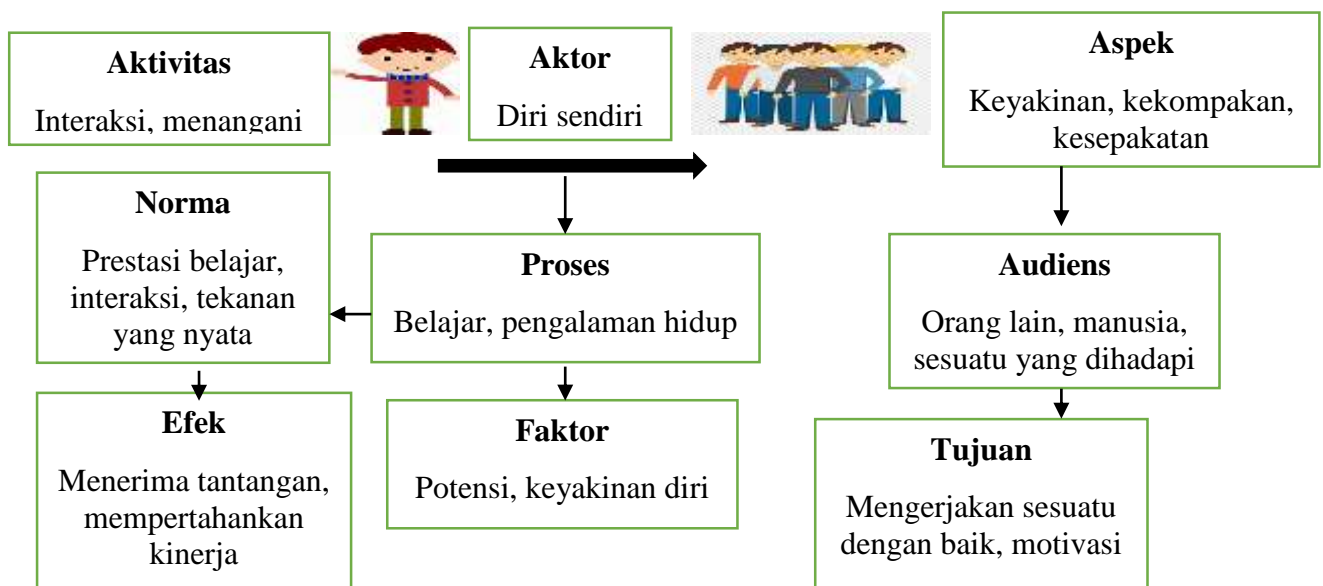 Aktivitas
Interaksi, menangani
Aktor
Diri sendiri
Aspek
Keyakinan, kekompakan,
kesepakatan
Norma
Prestasi belajar,
interaksi, tekanan
yang nyata
Proses
Belajar, pengalaman hidup
Audiens
Orang lain, manusia,
sesuatu yang dihadapi
Efek
Menerima tantangan,
mempertahankan
kinerja
Faktor
Potensi, keyakinan diri
Tujuan
Mengerjakan sesuatu
dengan baik, motivasi